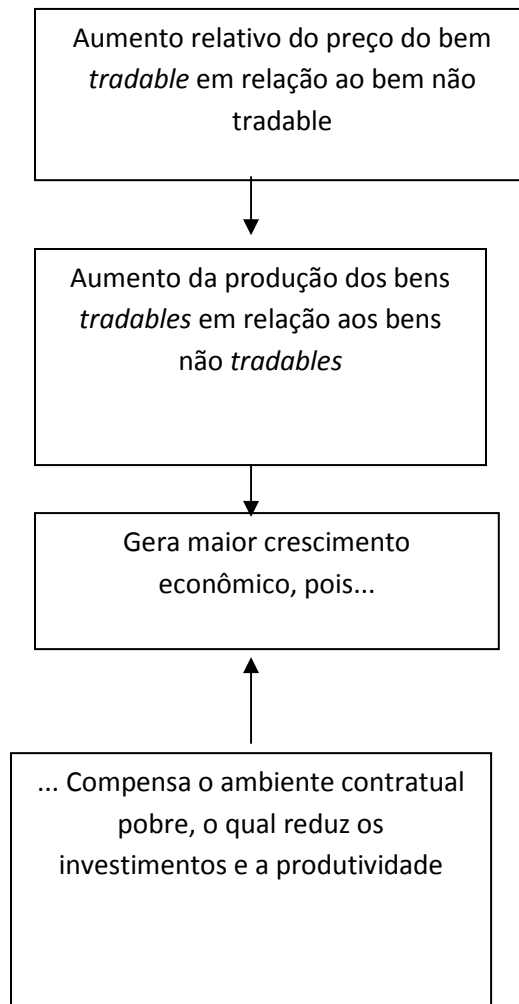 Aumento relativo do preço do bem
tradable em relação ao bem não
tradable
Aumento da produção dos bens
tradables em relação aos bens
não tradables
Gera maior crescimento
econômico, pois...
... Compensa o ambiente contratual
pobre, o qual reduz os
investimentos e a produtividade